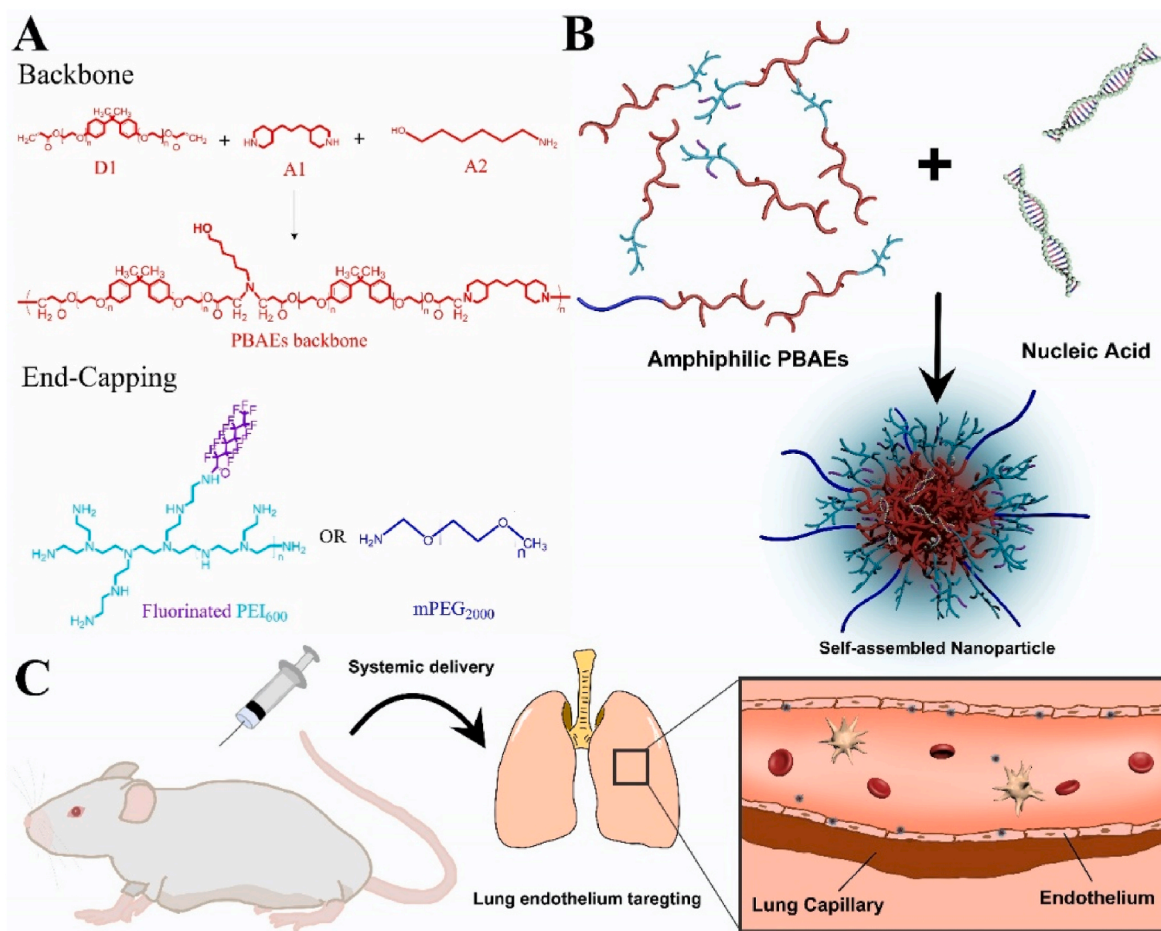 A
Backbone
D1
+
A1
+
A2
PBAEs backbone
End-Capping
Fluorinated PEI600
OR
mPEG2000
B
+
Amphiphilic PBAEs
Nucleic Acid
Self-assembled Nanoparticle
C
Systemic delivery
Lung endothelium taregting
Lung Capillary
Endothelium